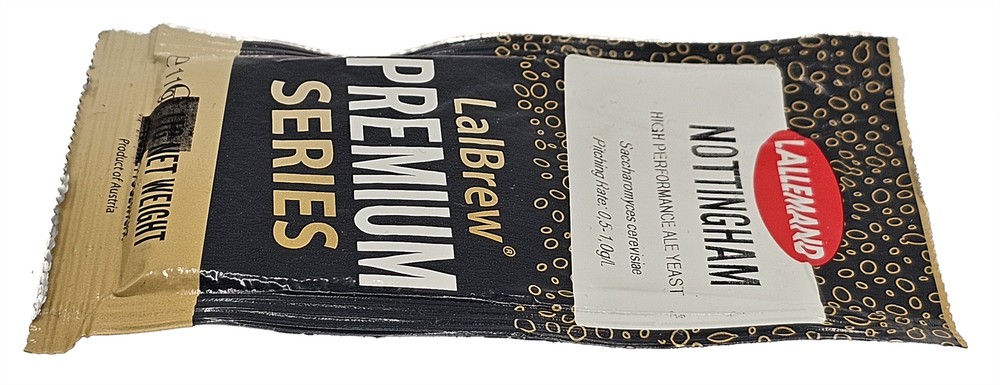 LALLEMAND
NOTTINGHAM
HIGH PERFORMANCE ALE YEAST
Saccharomyces cerevisiae
Pitching Rate: 0,5-1,0g/L
LalBrew®
PREMIUM
SERIES
11g NET WEIGHT
Product of Austria